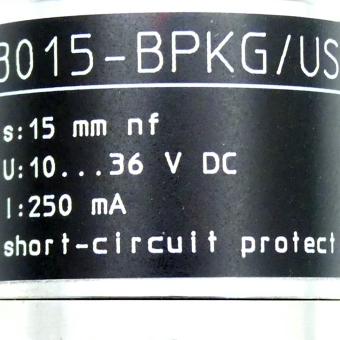 3015-BPKG/US
s:15 mm nf
U:10...36 V DC
I:250 mA
short-circuit protect